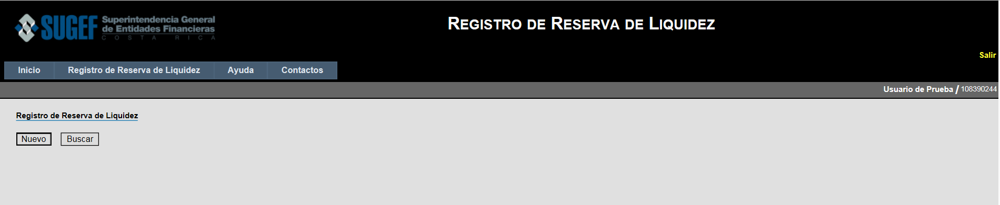 SUGEF Superintendencia General
de Entidades Financieras
COSTA RICA
REGISTRO DE RESERVA DE LIQUIDEZ
Salir
Inicio Registro de Reserva de Liquidez Ayuda Contactos
Usuario de Prueba / 108390244
Registro de Reserva de Liquidez
Nuevo Buscar